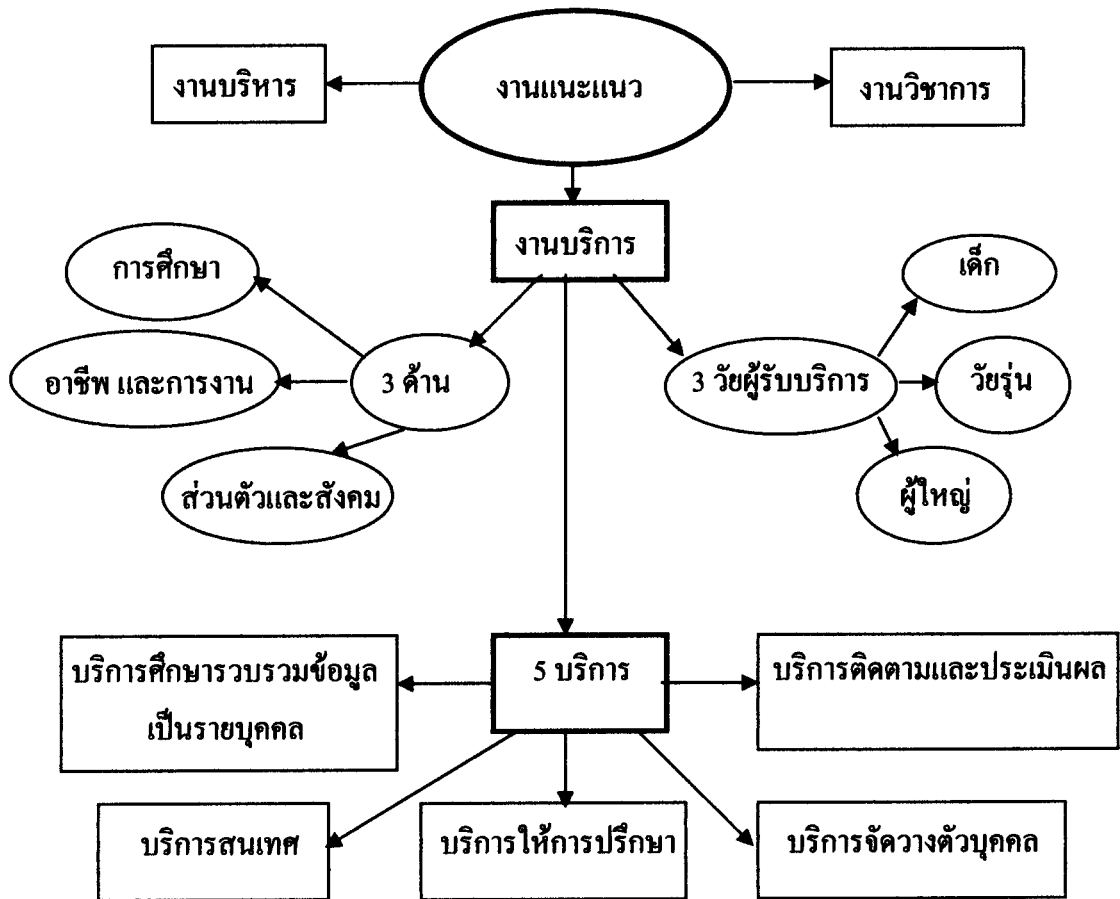 งานแนะแนว
งานบริหาร
งานวิชาการ
งานบริการ
การศึกษา
เด็ก
อาชีพ และการงาน
3 ด้าน
3 วัยผู้รับบริการ
วัยรุ่น
ส่วนตัวและสังคม
ผู้ใหญ่
บริการศึกษารวบรวมข้อมูล
เป็นรายบุคคล
5 บริการ
บริการติดตามและประเมินผล
บริการสนเทศ
บริการให้การปรึกษา
บริการจัดวางตัวบุคคล